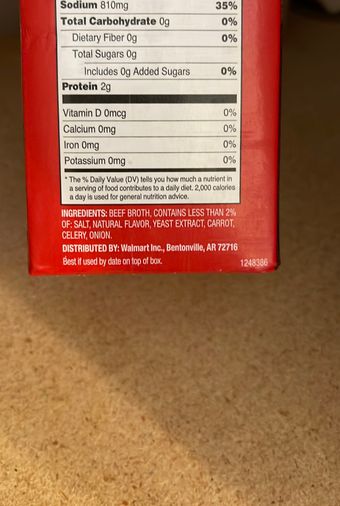 Sodium 810mg 35%
Total Carbohydrate 0g 0%
Dietary Fiber 0g 0%
Total Sugars 0g
Includes 0g Added Sugars 0%
Protein 2g
Vitamin D 0mcg 0%
Calcium 0mg 0%
Iron 0mg 0%
Potassium 0mg 0%
* The % Daily Value (DV) tells you how much a nutrient in
a serving of food contributes to a daily diet. 2,000 calories
a day is used for general nutrition advice.
INGREDIENTS: BEEF BROTH, CONTAINS LESS THAN 2%
OF: SALT, NATURAL FLAVOR, YEAST EXTRACT, CARROT,
CELERY, ONION.
DISTRIBUTED BY: Walmart Inc., Bentonville, AR 72716
Best if used by date on top of box.
1248386